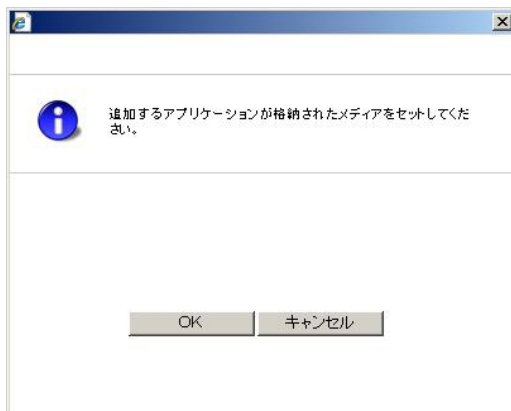 追加するアプリケーションが格納されたメディアをセットしてくだ
さい。
OK
キャンセル